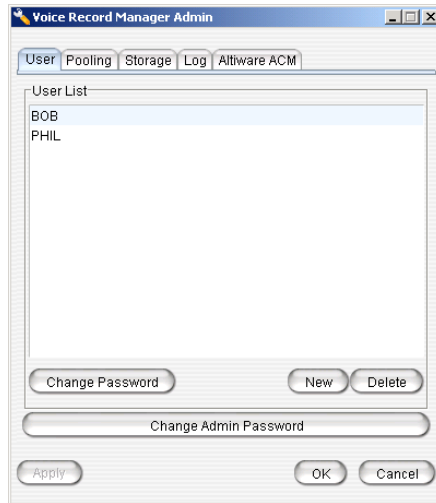 Voice Record Manager Admin
User Pooling Storage Log Altiware ACM
User List
BOB
PHIL
Change Password New Delete
Change Admin Password
Apply OK Cancel